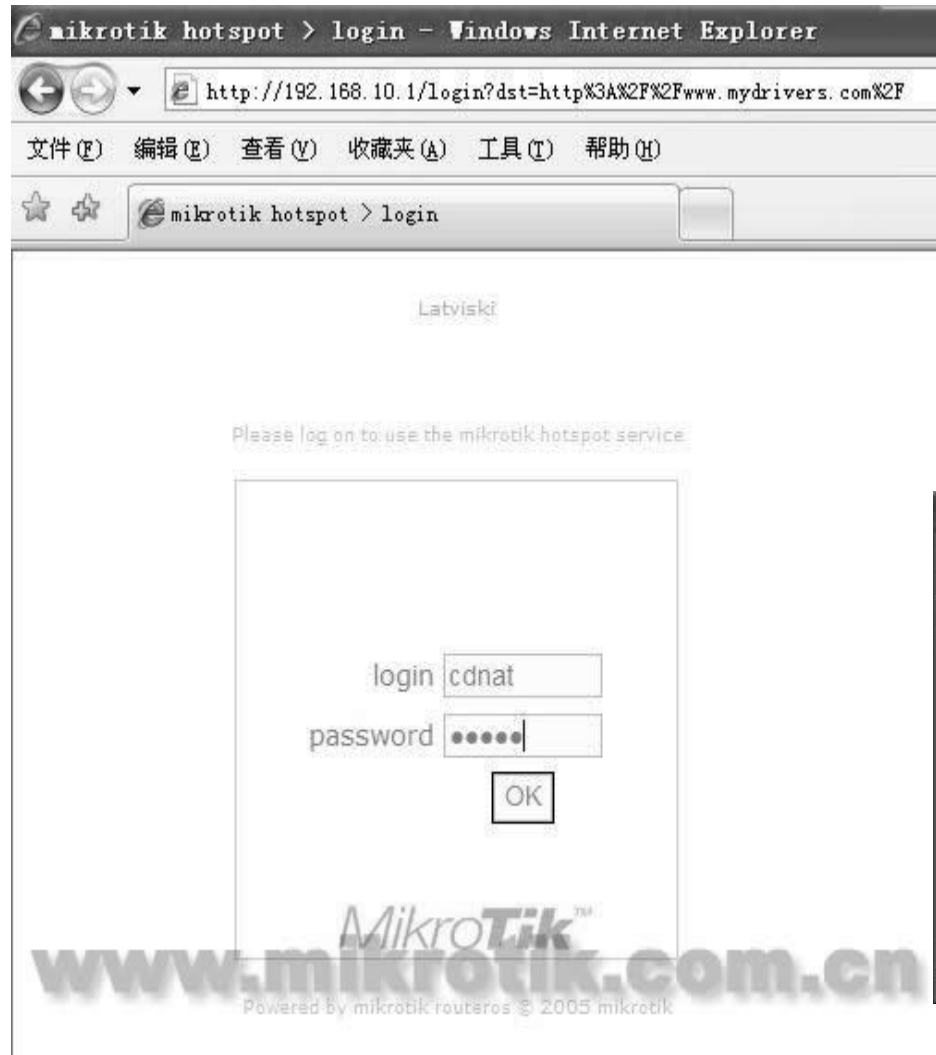 mikrotik hotspot > login - Windows Internet Explorer
http://192.168.10.1/login?dst=http%3A%2F%2Fwww.mydrivers.com%2F
文件(F) 编辑(E) 查看(V) 收藏夹(A) 工具(T) 帮助(H)
mikrotik hotspot > login
Latviski
Please log on to use the mikrotik hotspot service
login cdnat
password •••••
OK
MikroTik™
www.mikrotik.com.cn
Powered by mikrotik routeros © 2005 mikrotik